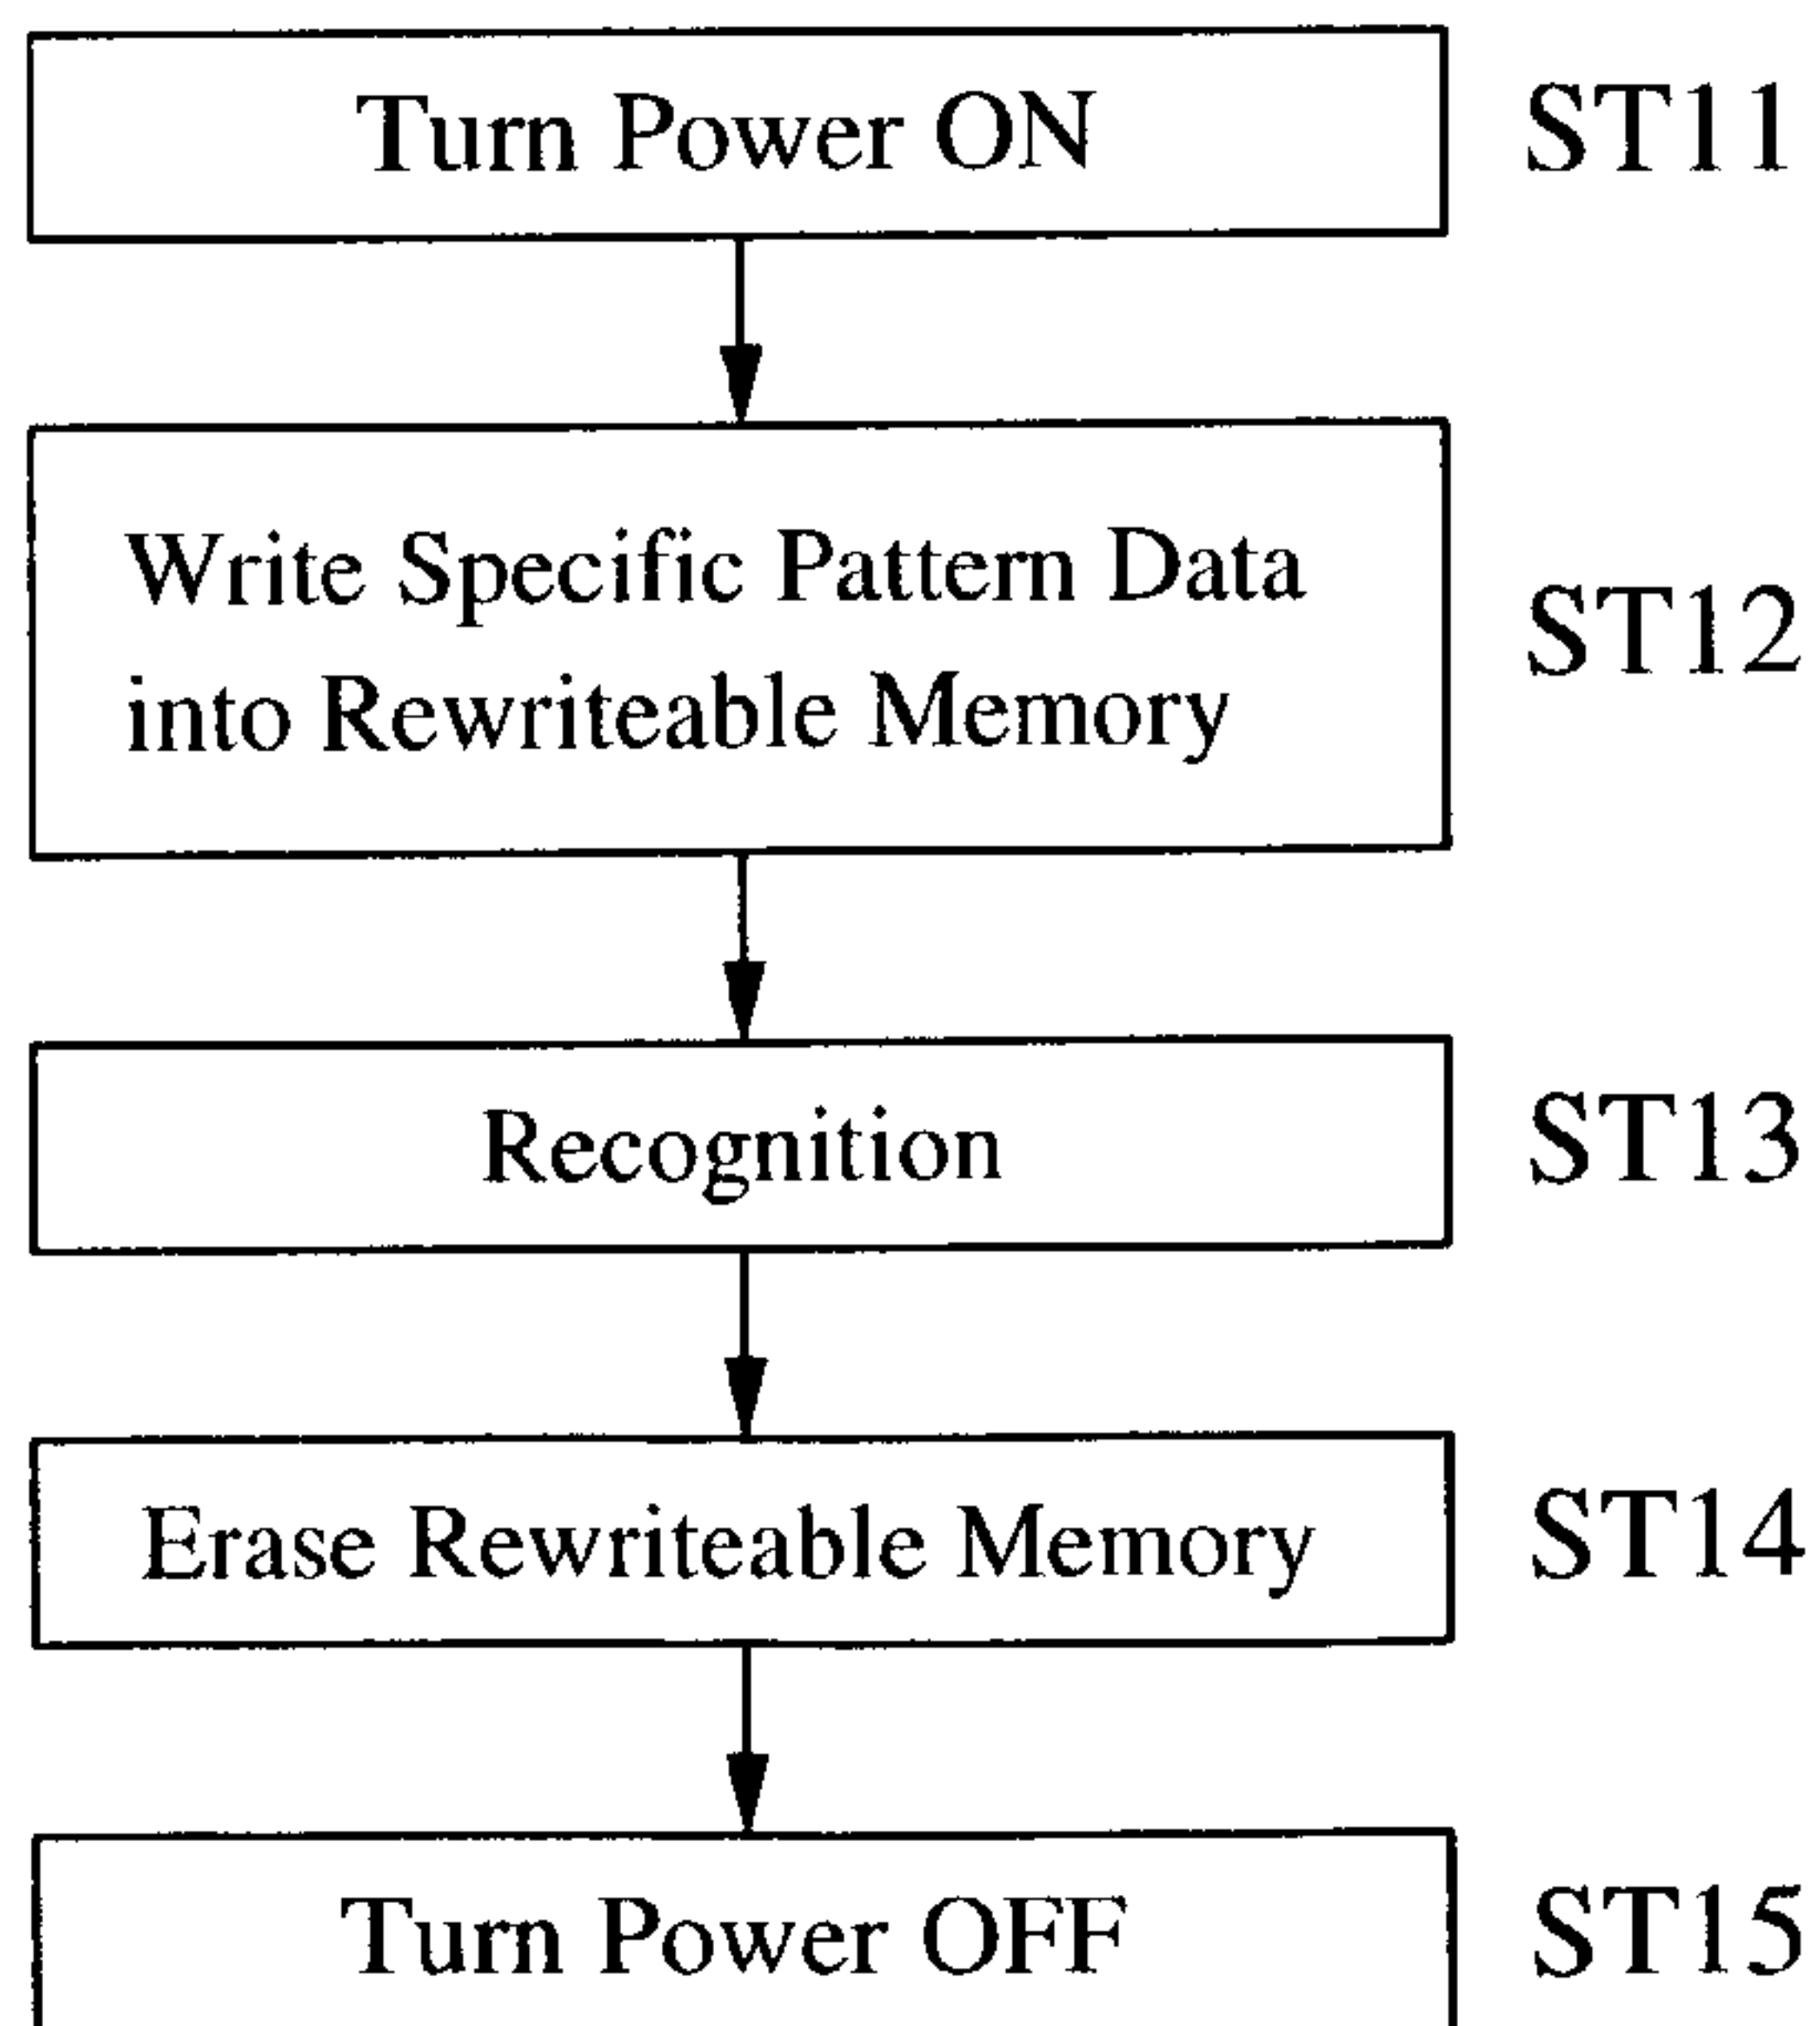 Turn Power ON
ST11
Write Specific Pattern Data
into Rewriteable Memory
ST12
Recognition
ST13
Erase Rewriteable Memory
ST14
Turn Power OFF
ST15